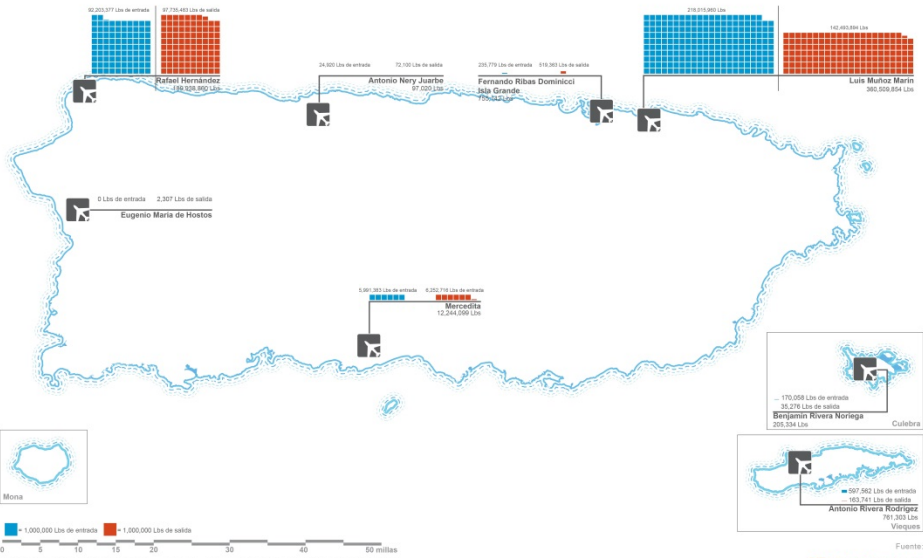 92,203,377 Lbs de entrada
97,735,483 Lbs de salida
Rafael Hernández
24,920 Lbs de entrada
72,100 Lbs de salida
Antonio Nery Juarbe
97,020 Lbs
235,779 Lbs de entrada
519,363 Lbs de salida
Fernando Ribas Dominicci
Isla Grande
218,015,960 Lbs
142,493,894 Lbs
Luis Muñoz Marín
360,509,854 Lbs
0 Lbs de entrada
2,307 Lbs de salida
Eugenio María de Hostos
5,991,383 Lbs de entrada
6,252,716 Lbs de entrada
Mercedita
12,244,099 Lbs
170,058 Lbs de entrada
35,276 Lbs de salida
Benjamin Rivera Noriega
205,334 Lbs
Culebra
597,562 Lbs de entrada
163,741 Lbs de salida
Antonio Rivera Rodrigez
761,303 Lbs
Vieques
Mona
= 1,000,000 Lbs de entrada
= 1,000,000 Lbs de salida
0 5 10 15 20 30 40 50 millas
Fuente